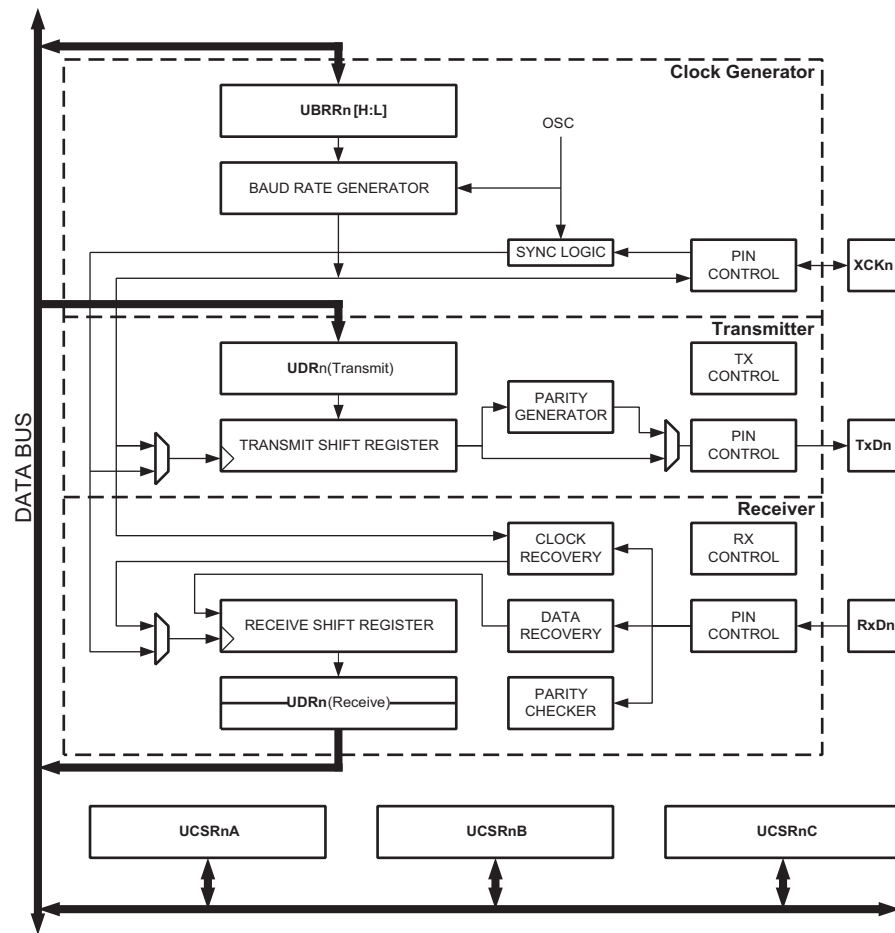 Clock Generator
UBRRn [H:L]
OSC
BAUD RATE GENERATOR
SYNC LOGIC
PIN
CONTROL
XCKn
Transmitter
UDRn(Transmit)
TX
CONTROL
PARITY
GENERATOR
TRANSMIT SHIFT REGISTER
PIN
CONTROL
TxDn
DATA BUS
Receiver
CLOCK
RECOVERY
RX
CONTROL
RECEIVE SHIFT REGISTER
DATA
RECOVERY
PIN
CONTROL
RxDn
UDRn(Receive)
PARITY
CHECKER
UCSRnA
UCSRnB
UCSRnC